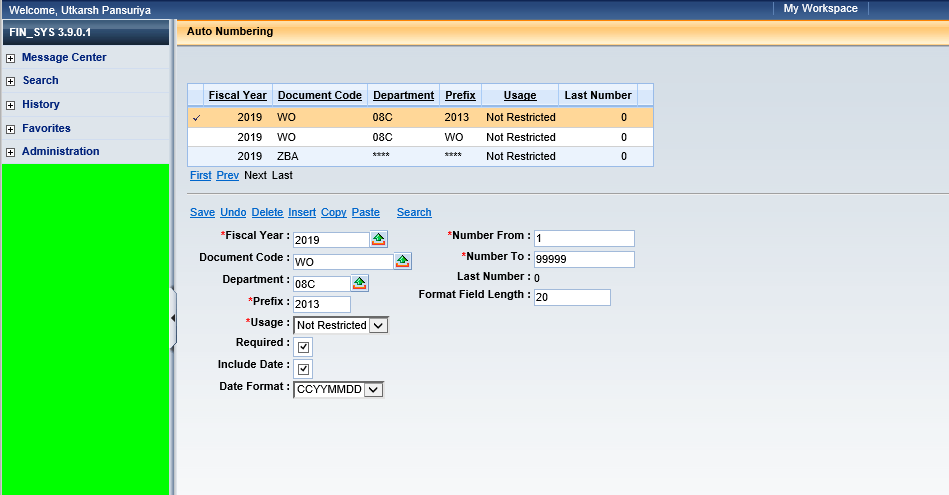 Welcome, Utkarsh Pansuriya
My Workspace
FIN_SYS 3.9.0.1
Message Center
Search
History
Favorites
Administration
Auto Numbering
Fiscal Year Document Code Department Prefix Usage Last Number
2019 WO 08C 2013 Not Restricted 0
2019 WO 08C WO Not Restricted 0
2019 ZBA **** **** Not Restricted 0
First Prev Next Last
Save Undo Delete Insert Copy Paste Search
*Fiscal Year : 2019
Document Code : WO
Department : 08C
*Prefix : 2013
*Usage : Not Restricted
Required :
Include Date :
Date Format : CCYYMMDD
*Number From : 1
*Number To : 99999
Last Number : 0
Format Field Length : 20